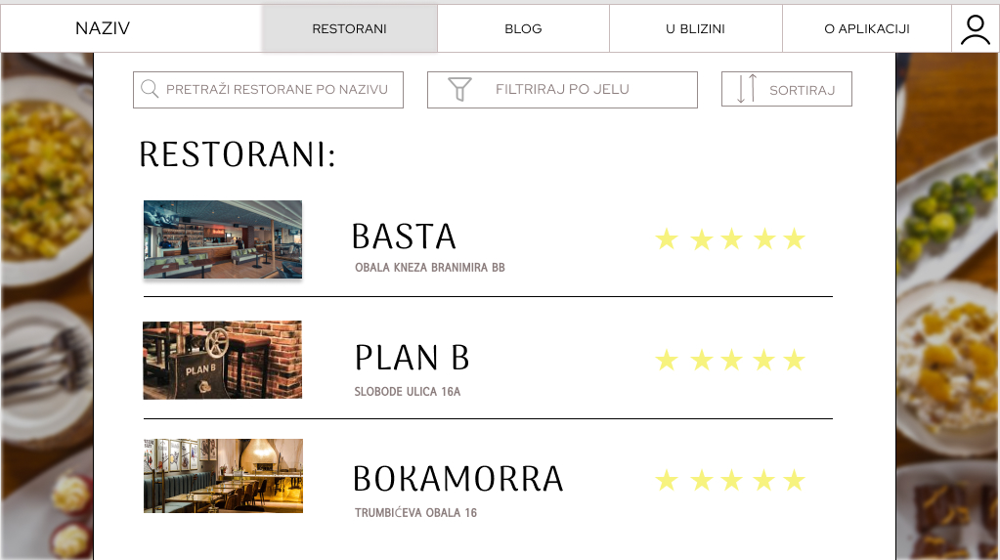 NAZIV
RESTORANI
BLOG
U BLIZINI
O APLIKACIJI
PRETRAŽI RESTORANE PO NAZIVU
FILTRIRAJ PO JELU
SORTIRAJ
RESTORANI:
BASTA
OBALA KNEZA BRANIMIRA BB
PLAN B
PLAN B
SLOBODE ULICA 16A
BOKAMORRA
TRUMBIĆEVA OBALA 16